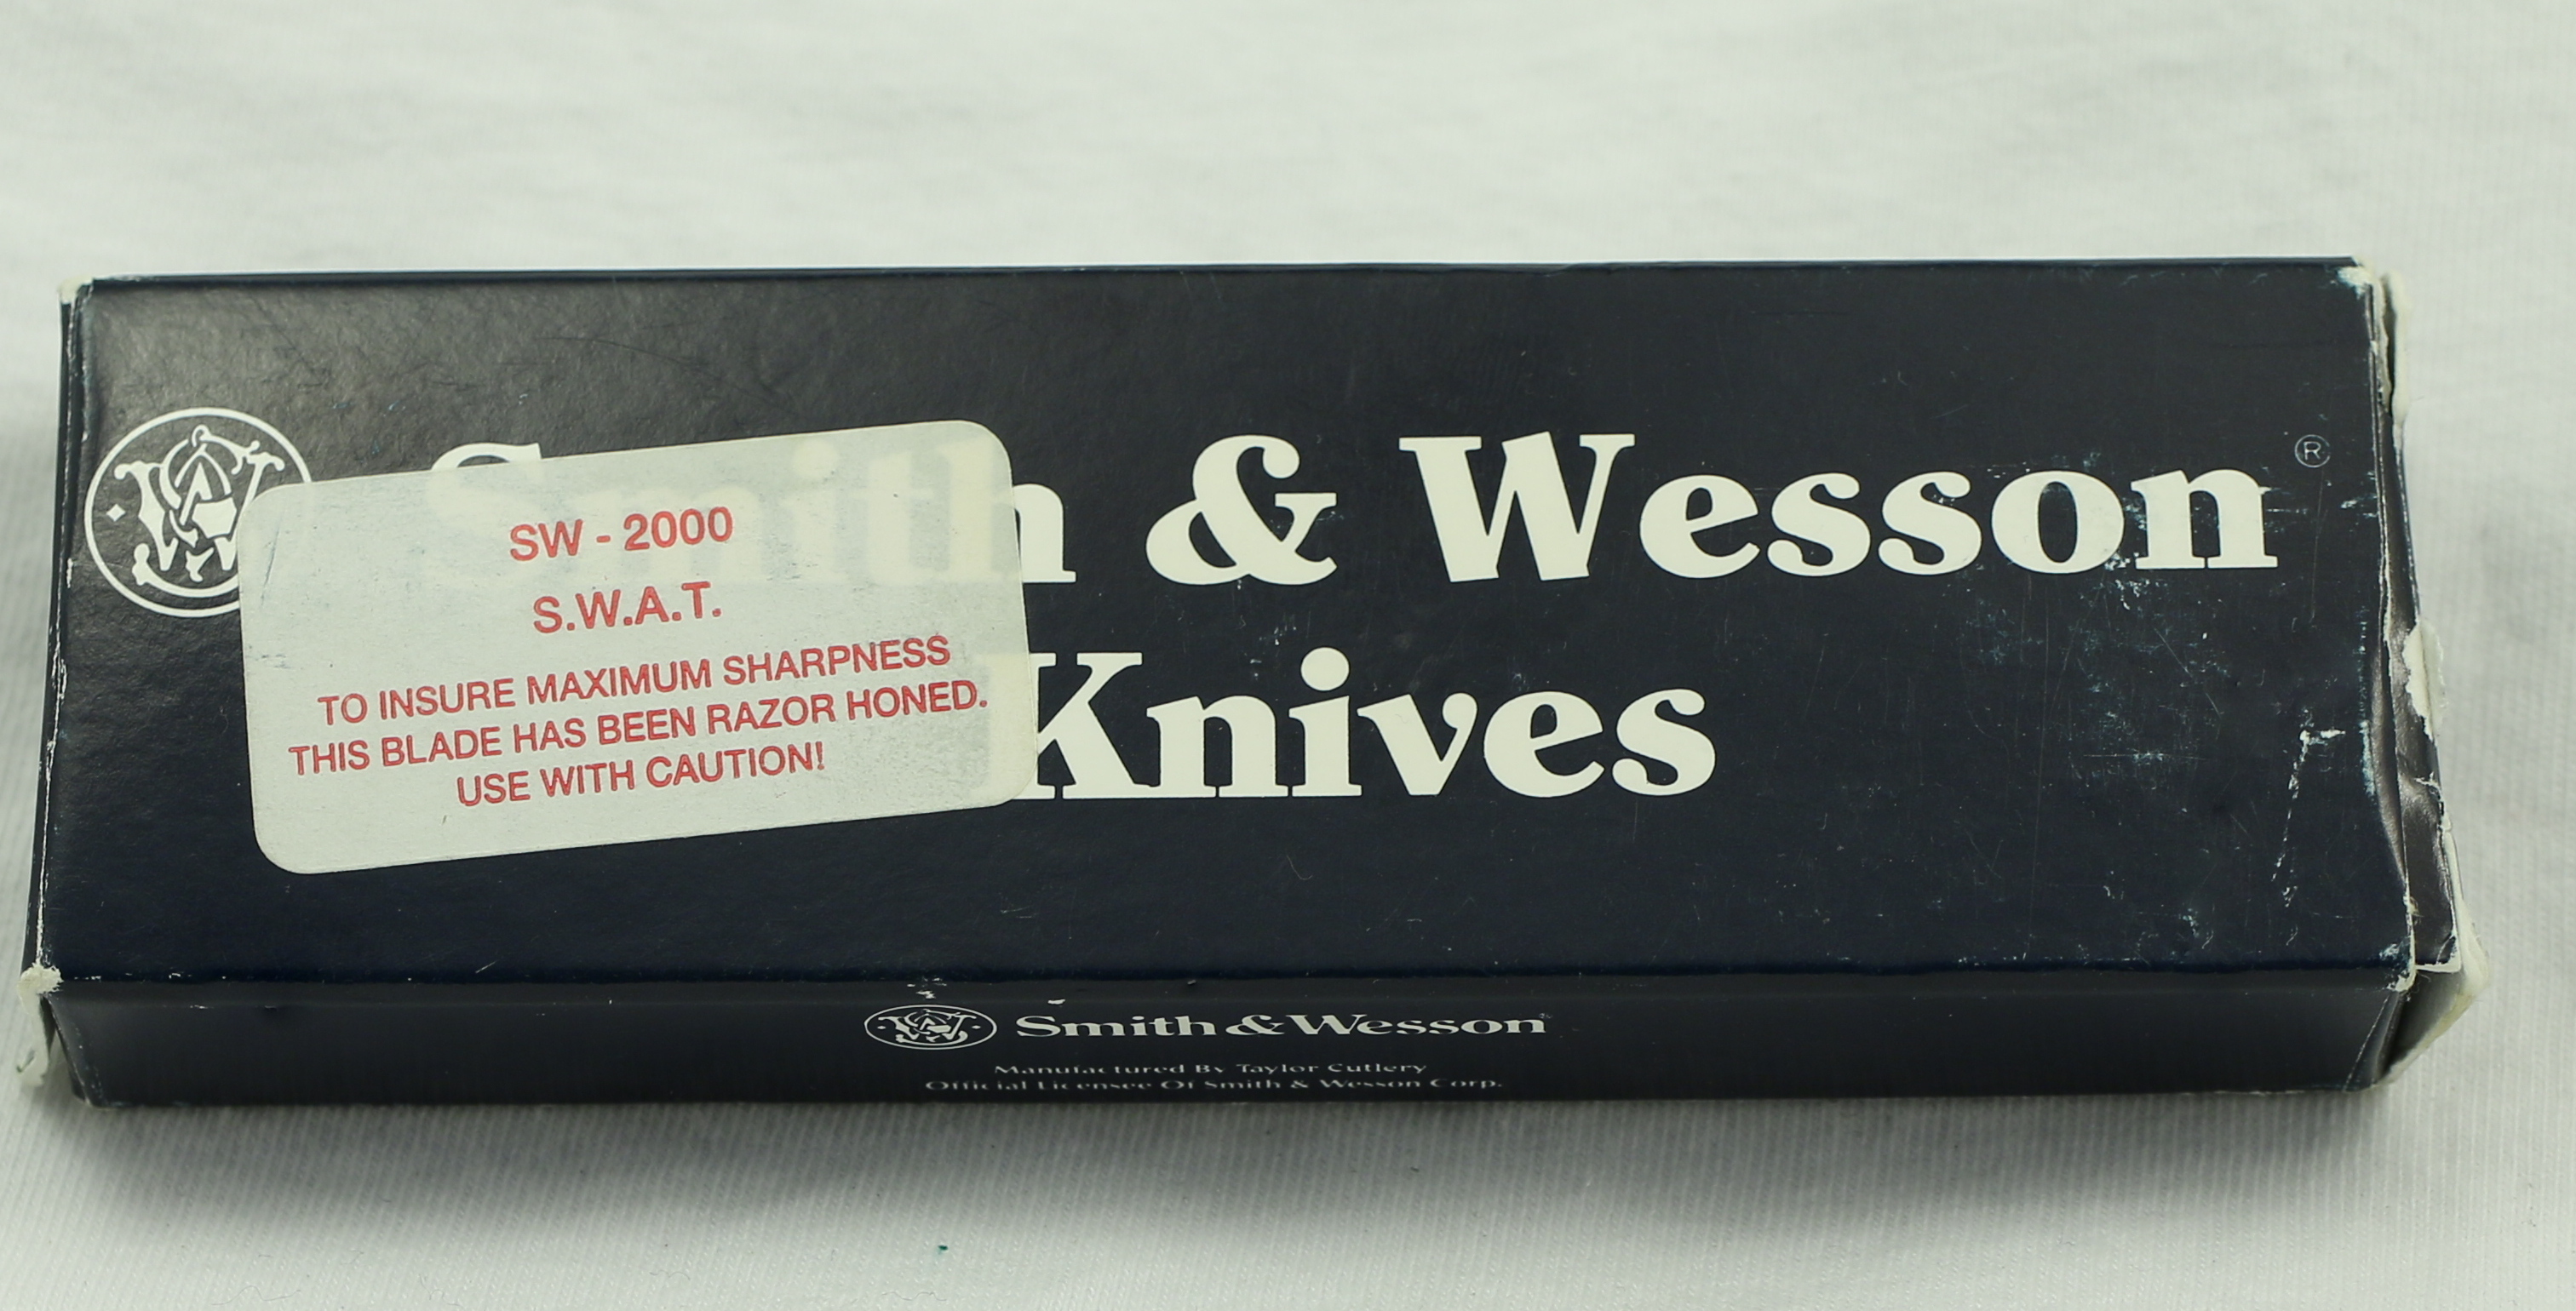 Smith & Wesson ®
Knives
SW - 2000
S.W.A.T.
TO INSURE MAXIMUM SHARPNESS
THIS BLADE HAS BEEN RAZOR HONED.
USE WITH CAUTION!
Smith & Wesson
Manufactured By Taylor Cutlery
Official Licensee Of Smith & Wesson Corp.